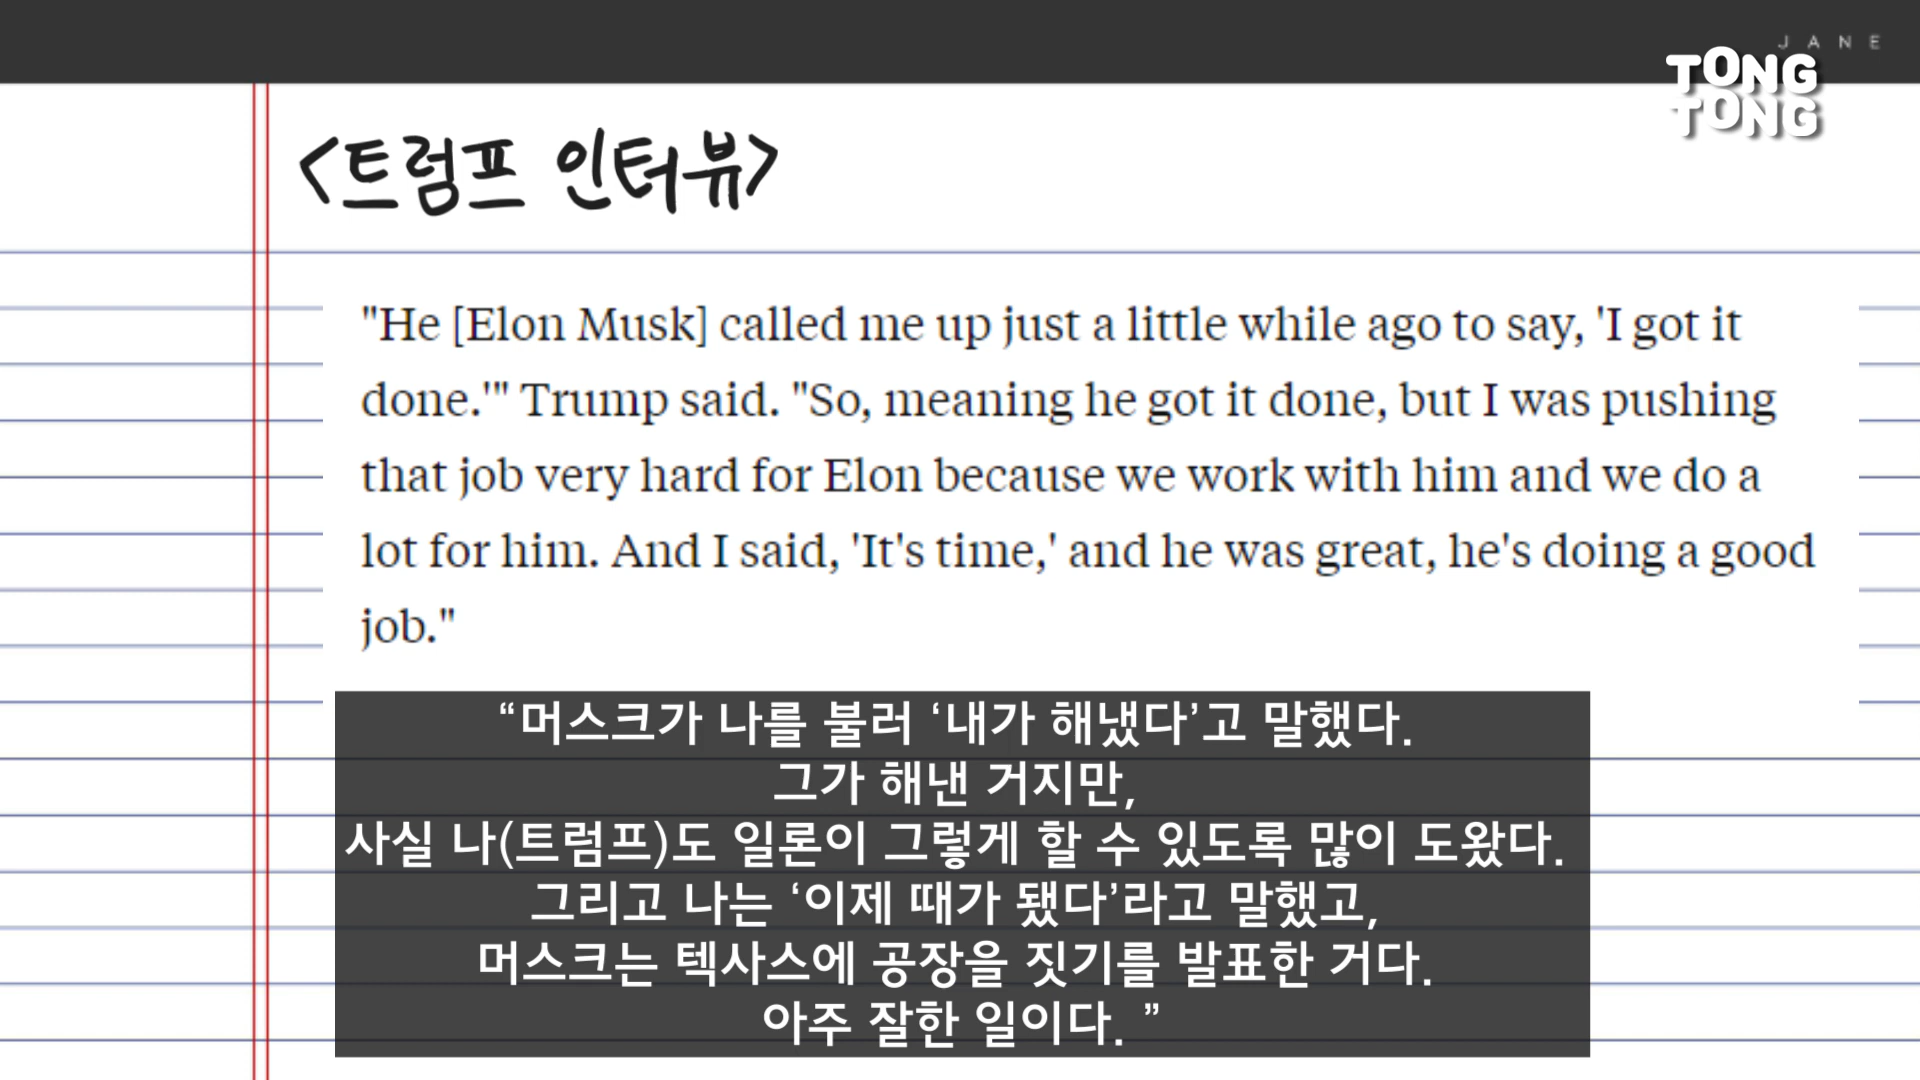 JANE
TONG
TONG
<트럼프 인터뷰>
"He [Elon Musk] called me up just a little while ago to say, 'I got it
done.'" Trump said. "So, meaning he got it done, but I was pushing
that job very hard for Elon because we work with him and we do a
lot for him. And I said, 'It's time,' and he was great, he's doing a good
job."
“머스크가 나를 불러 ‘내가 해냈다’고 말했다.
그가 해낸 거지만,
사실 나(트럼프)도 일론이 그렇게 할 수 있도록 많이 도왔다.
그리고 나는 ‘이제 때가 됐다’라고 말했고,
머스크는 텍사스에 공장을 짓기를 발표한 거다.
아주 잘한 일이다. ”